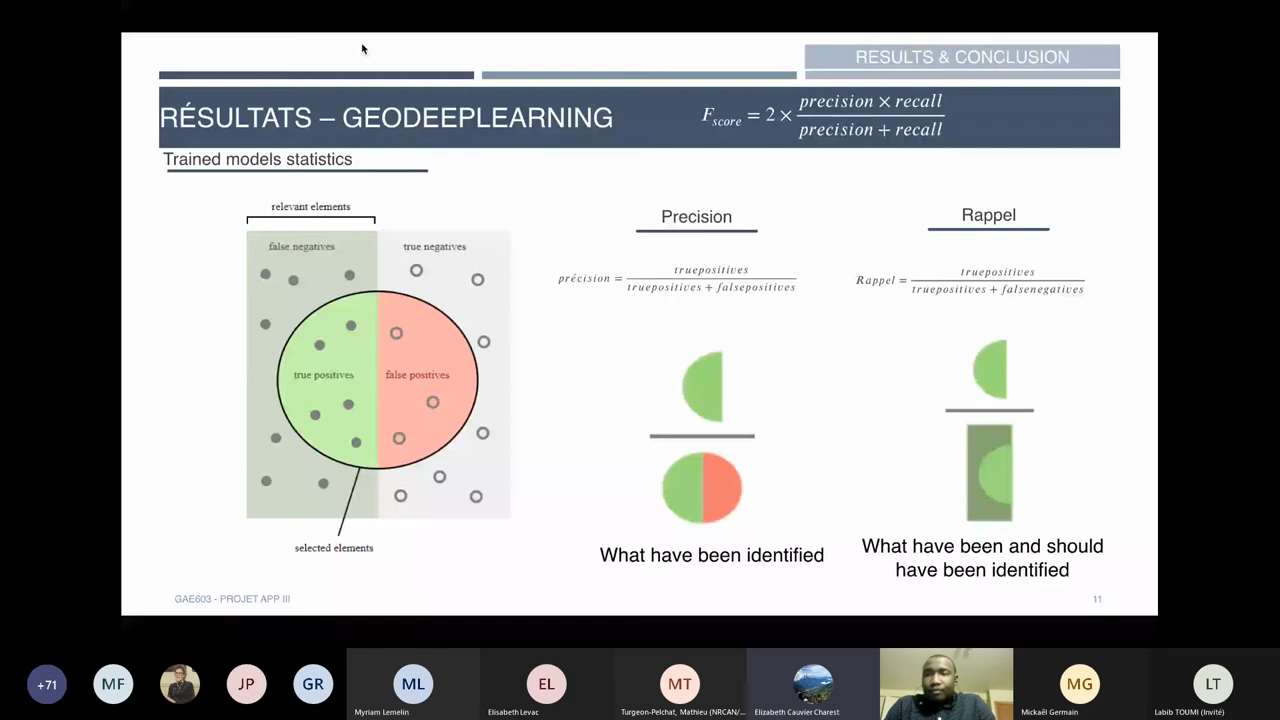 RESULTS & CONCLUSION
RÉSULTATS – GEODEEPLEARNING
F_score = 2 × (precision × recall) / (precision + recall)
Trained models statistics
relevant elements
false negatives
true negatives
true positives
false positives
selected elements
Precision
précision = truepositives / (truepositives + falsepositives)
What have been identified
Rappel
Rappel = truepositives / (truepositives + falsenegatives)
What have been and should
have been identified
GAE603 - PROJET APP III
11
+71
MF
JP
GR
ML
Myriam Lemelin
EL
Elisabeth Levac
MT
Turgeon-Pelchat, Mathieu (NRCAN/...
Elizabeth Cauvier Charest
MG
Mickaël Germain
LT
Labib TOUMI (Invité)